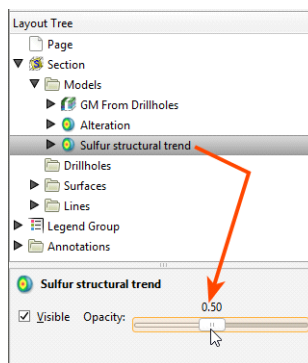 Layout Tree
Page
Section
Models
GM From Drillholes
Alteration
Sulfur structural trend
Drillholes
Surfaces
Lines
Legend Group
Annotations
Sulfur structural trend
0.50
Visible Opacity: